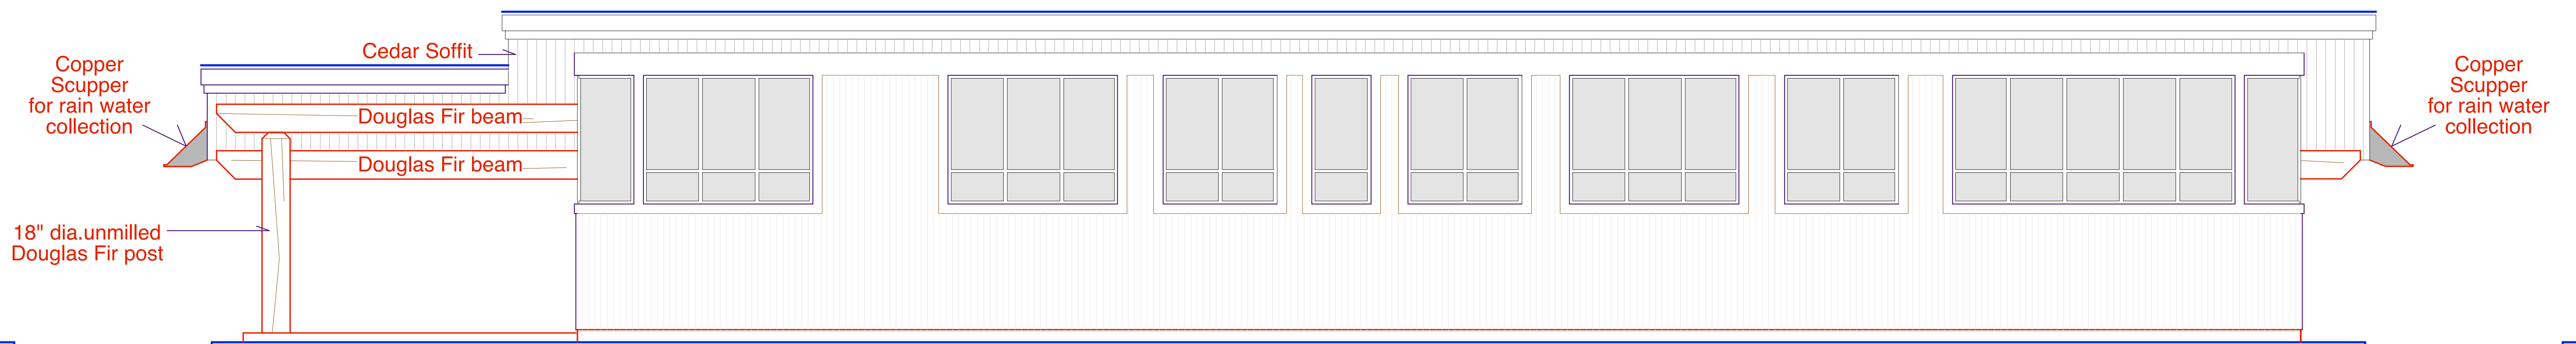 Cedar Soffit
Copper
Scupper
for rain water
collection
Douglas Fir beam
Douglas Fir beam
18" dia.unmilled
Douglas Fir post
Copper
Scupper
for rain water
collection